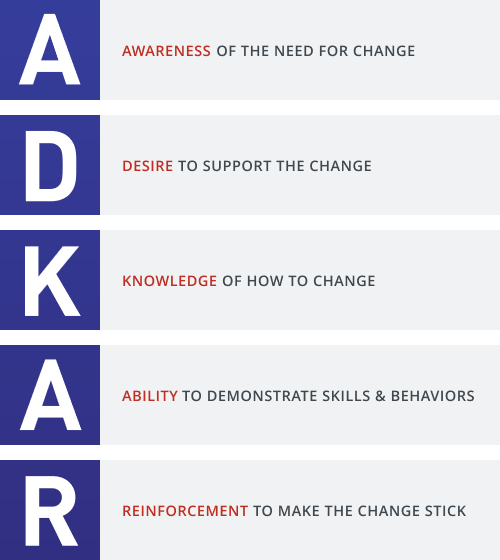 A
AWARENESS OF THE NEED FOR CHANGE
D
DESIRE TO SUPPORT THE CHANGE
K
KNOWLEDGE OF HOW TO CHANGE
A
ABILITY TO DEMONSTRATE SKILLS & BEHAVIORS
R
REINFORCEMENT TO MAKE THE CHANGE STICK